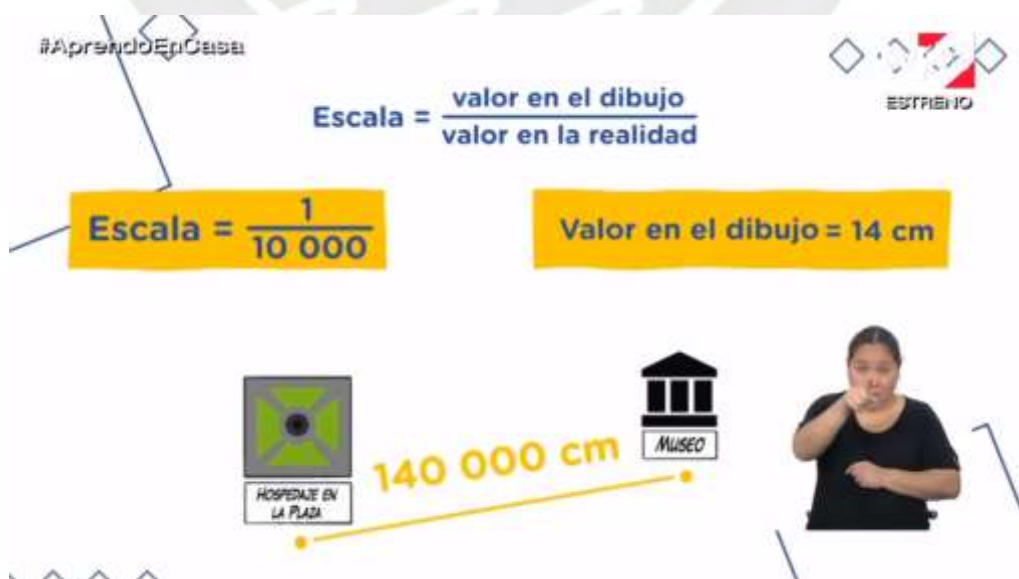 #AprendoEnCasa
ESTRENO
Escala = valor en el dibujo
valor en la realidad
Escala = 1
10 000
Valor en el dibujo = 14 cm
MUSEO
140 000 cm
HOSPEDAJE EN
LA PLAZA